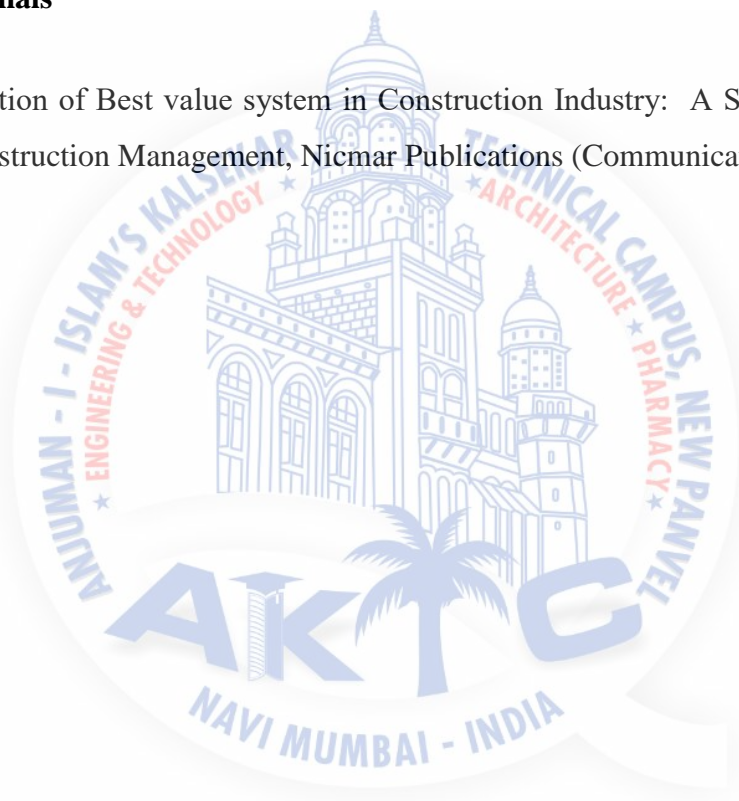 tion of Best value system in Construction Industry: A S
struction Management, Nicmar Publications (Communica
ANJUMAN - I - ISLAM'S KALSEKAR TECHNICAL CAMPUS, NEW PANVEL
★ ENGINEERING & TECHNOLOGY ★ ★ ARCHITECTURE ★ PHARMACY ★
AKTC
NAVI MUMBAI - INDIA